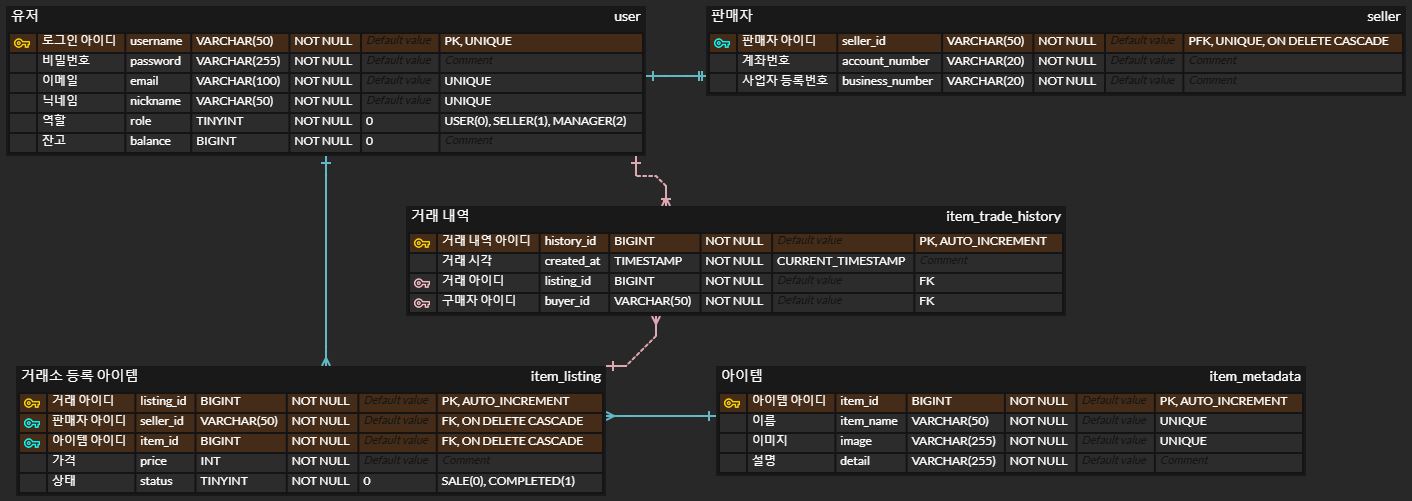 유저 user
로그인 아이디 username VARCHAR(50) NOT NULL Default value PK, UNIQUE
비밀번호 password VARCHAR(255) NOT NULL Default value Comment
이메일 email VARCHAR(100) NOT NULL Default value UNIQUE
닉네임 nickname VARCHAR(50) NOT NULL Default value UNIQUE
역할 role TINYINT NOT NULL 0 USER(0), SELLER(1), MANAGER(2)
잔고 balance BIGINT NOT NULL 0 Comment
판매자 seller
판매자 아이디 seller_id VARCHAR(50) NOT NULL Default value PFK, UNIQUE, ON DELETE CASCADE
계좌번호 account_number VARCHAR(20) NOT NULL Default value Comment
사업자 등록번호 business_number VARCHAR(20) NOT NULL Default value Comment
거래 내역 item_trade_history
거래 내역 아이디 history_id BIGINT NOT NULL Default value PK, AUTO_INCREMENT
거래 시각 created_at TIMESTAMP NOT NULL CURRENT_TIMESTAMP Comment
거래 아이디 listing_id BIGINT NOT NULL Default value FK
구매자 아이디 buyer_id VARCHAR(50) NOT NULL Default value FK
거래소 등록 아이템 item_listing
거래 아이디 listing_id BIGINT NOT NULL Default value PK, AUTO_INCREMENT
판매자 아이디 seller_id VARCHAR(50) NOT NULL Default value FK, ON DELETE CASCADE
아이템 아이디 item_id BIGINT NOT NULL Default value FK, ON DELETE CASCADE
가격 price INT NOT NULL Default value Comment
상태 status TINYINT NOT NULL 0 SALE(0), COMPLETED(1)
아이템 item_metadata
아이템 아이디 item_id BIGINT NOT NULL Default value PK, AUTO_INCREMENT
이름 item_name VARCHAR(50) NOT NULL Default value UNIQUE
이미지 image VARCHAR(255) NOT NULL Default value UNIQUE
설명 detail VARCHAR(255) NOT NULL Default value Comment